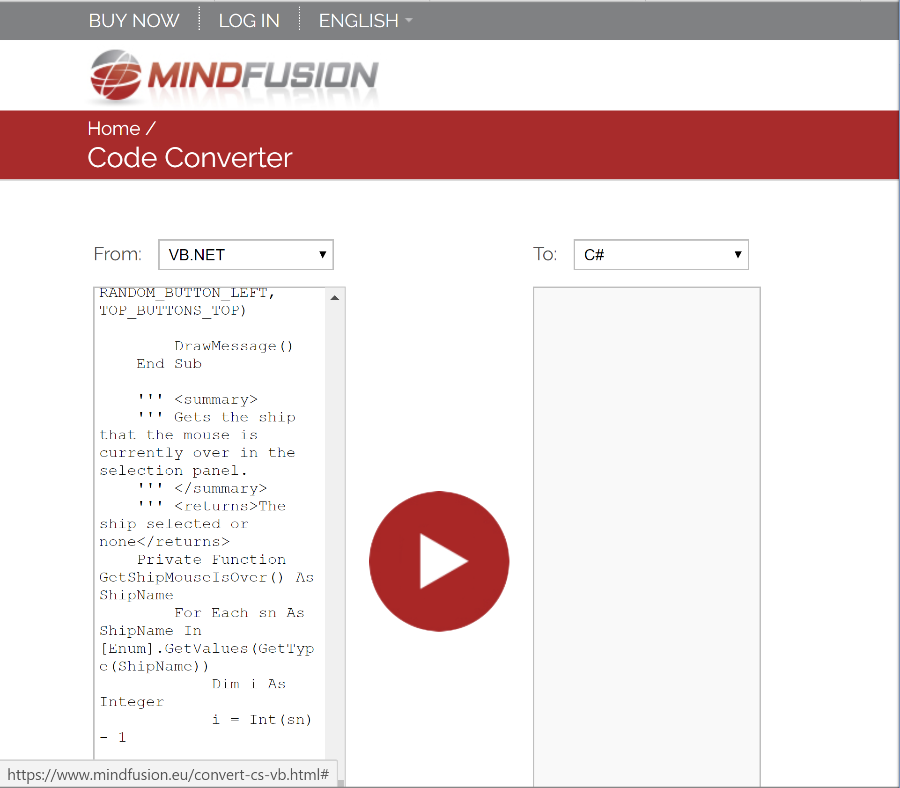 BUY NOW LOG IN ENGLISH
MINDFUSION
Home /
Code Converter
From: VB.NET To: C#
RANDOM_BUTTON_LEFT,
TOP_BUTTONS_TOP)
DrawMessage()
End Sub
''' <summary>
''' Gets the ship
that the mouse is
currently over in the
selection panel.
''' </summary>
''' <returns>The
ship selected or
none</returns>
Private Function
GetShipMouseIsOver() As
ShipName
For Each sn As
ShipName In
[Enum].GetValues(GetTyp
e(ShipName))
Dim i As
Integer
i = Int(sn)
- 1
https://www.mindfusion.eu/convert-cs-vb.html#